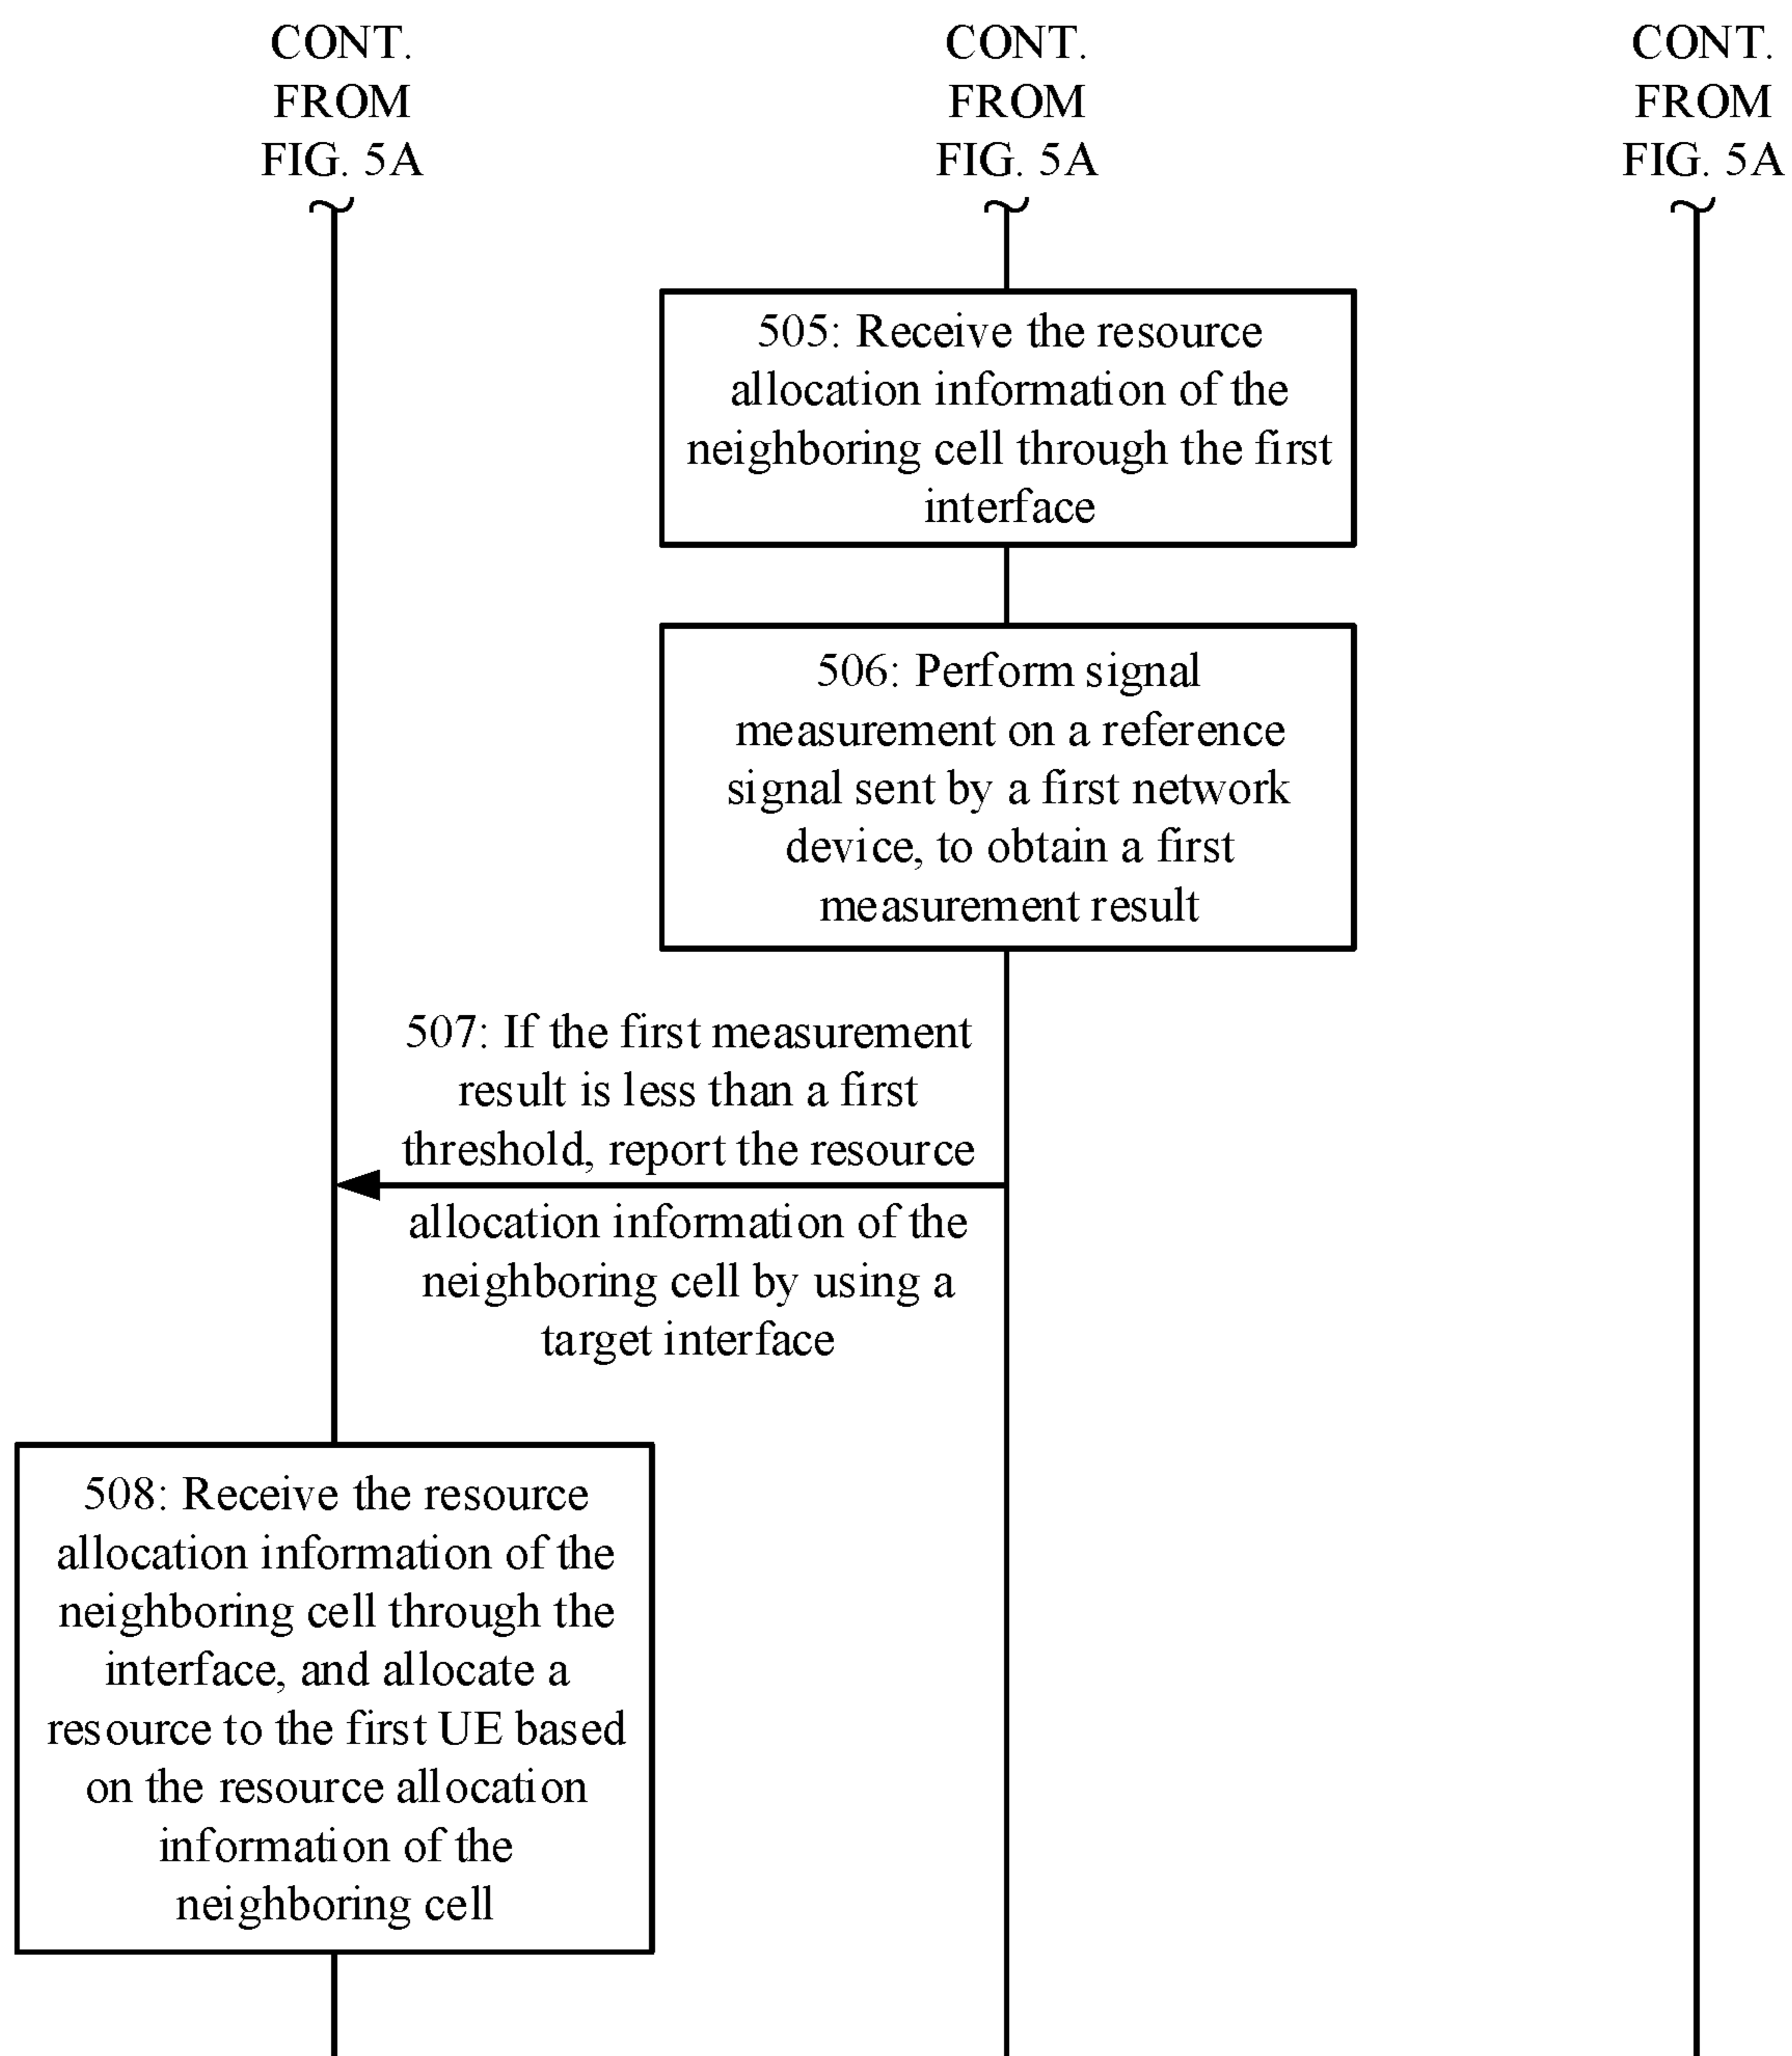 CONT.
FROM
FIG. 5A
CONT.
FROM
FIG. 5A
CONT.
FROM
FIG. 5A
505: Receive the resource
allocation information of the
neighboring cell through the first
interface
506: Perform signal
measurement on a reference
signal sent by a first network
device, to obtain a first
measurement result
507: If the first measurement
result is less than a first
threshold, report the resource
allocation information of the
neighboring cell by using a
target interface
508: Receive the resource
allocation information of the
neighboring cell through the
interface, and allocate a
resource to the first UE based
on the resource allocation
information of the
neighboring cell